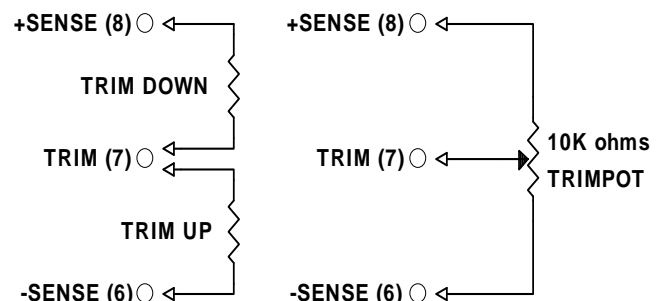 +SENSE (8)
TRIM DOWN
TRIM (7)
TRIM UP
-SENSE (6)
+SENSE (8)
10K ohms
TRIM (7)
TRIMPOT
-SENSE (6)